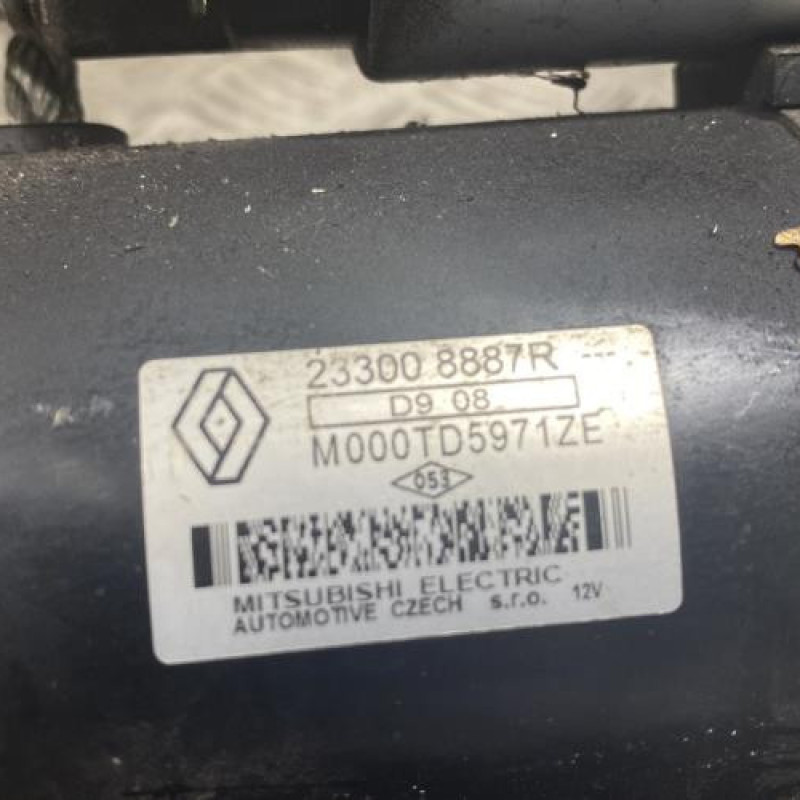 23300 8887R
D9 08
M000TD5971ZE
053
MITSUBISHI ELECTRIC
AUTOMOTIVE CZECH s.r.o. 12V